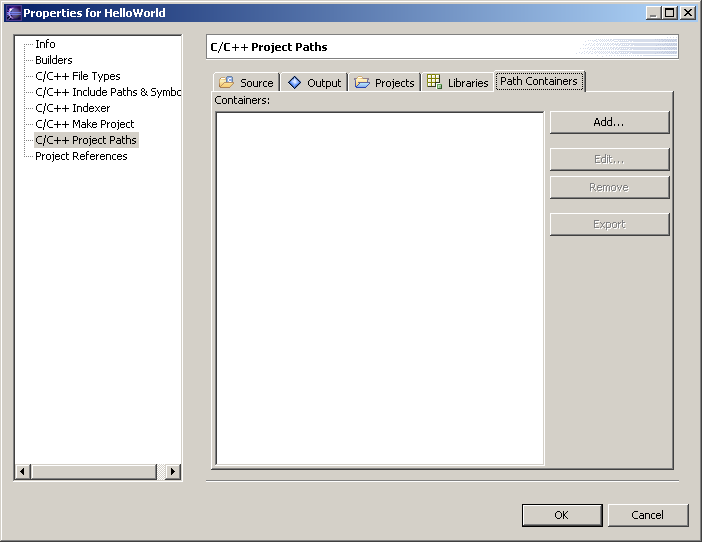 Properties for HelloWorld
Info
Builders
C/C++ File Types
C/C++ Include Paths & Symbo
C/C++ Indexer
C/C++ Make Project
C/C++ Project Paths
Project References
C/C++ Project Paths
Source Output Projects Libraries Path Containers
Containers:
Add...
Edit...
Remove
Export
OK Cancel